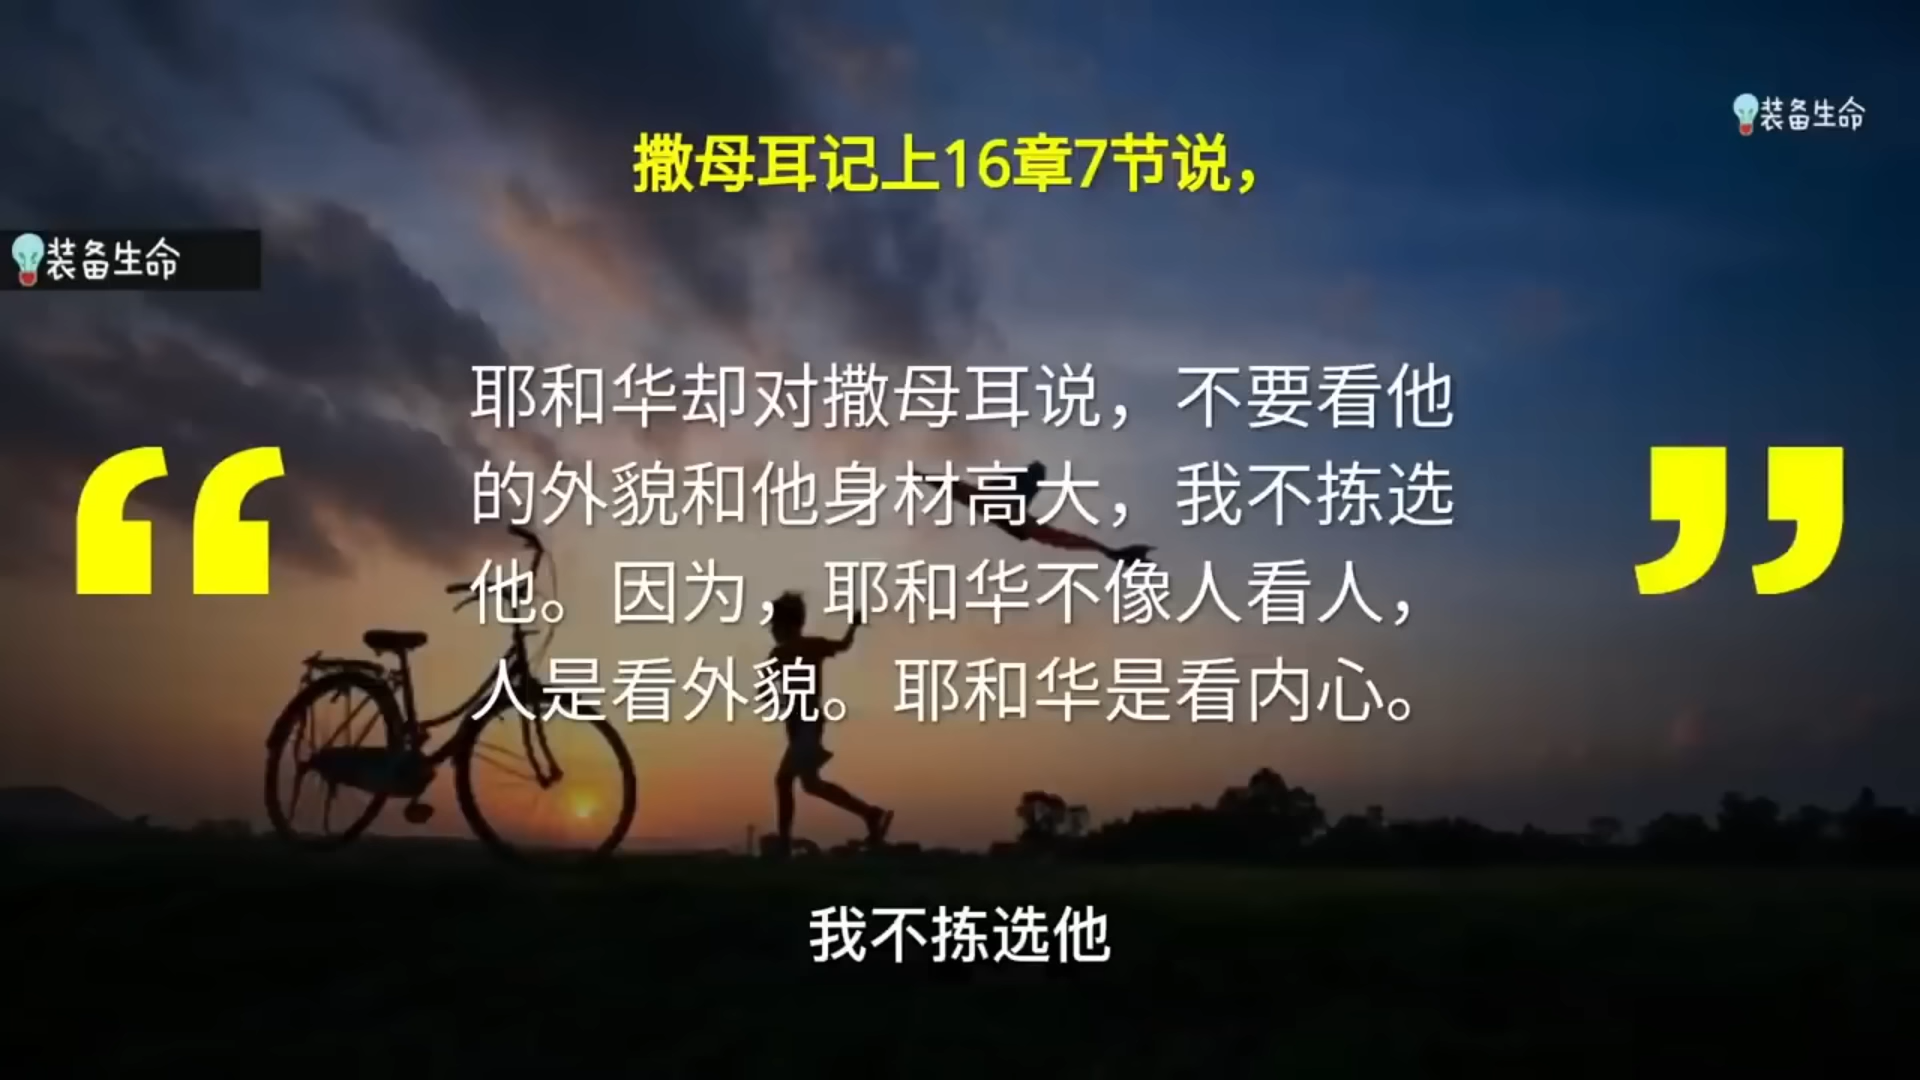 装备生命
撒母耳记上16章7节说，
装备生命
“耶和华却对撒母耳说，不要看他
的外貌和他身材高大，我不拣选
他。因为，耶和华不像人看人，
人是看外貌。耶和华是看内心。”
我不拣选他